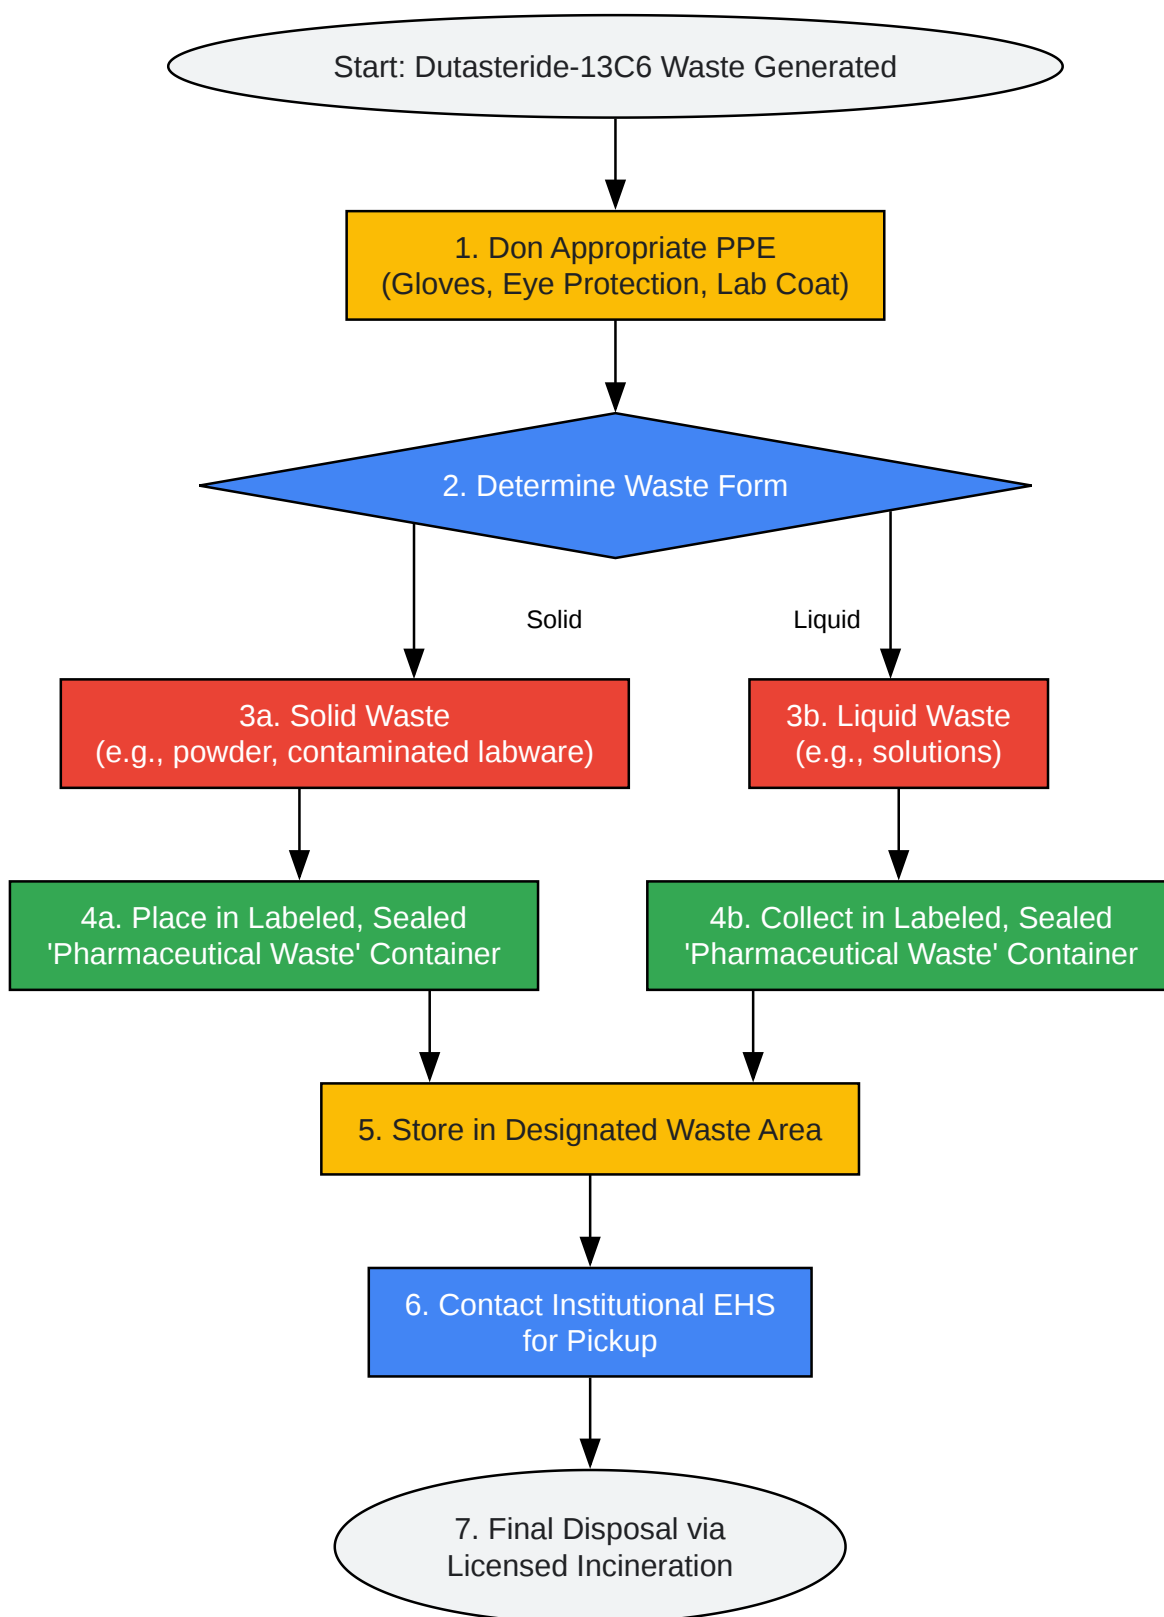 Start: Dutasteride-13C6 Waste Generated
1. Don Appropriate PPE
(Gloves, Eye Protection, Lab Coat)
2. Determine Waste Form
Solid
Liquid
3a. Solid Waste
(e.g., powder, contaminated labware)
3b. Liquid Waste
(e.g., solutions)
4a. Place in Labeled, Sealed
'Pharmaceutical Waste' Container
4b. Collect in Labeled, Sealed
'Pharmaceutical Waste' Container
5. Store in Designated Waste Area
6. Contact Institutional EHS
for Pickup
7. Final Disposal via
Licensed Incineration